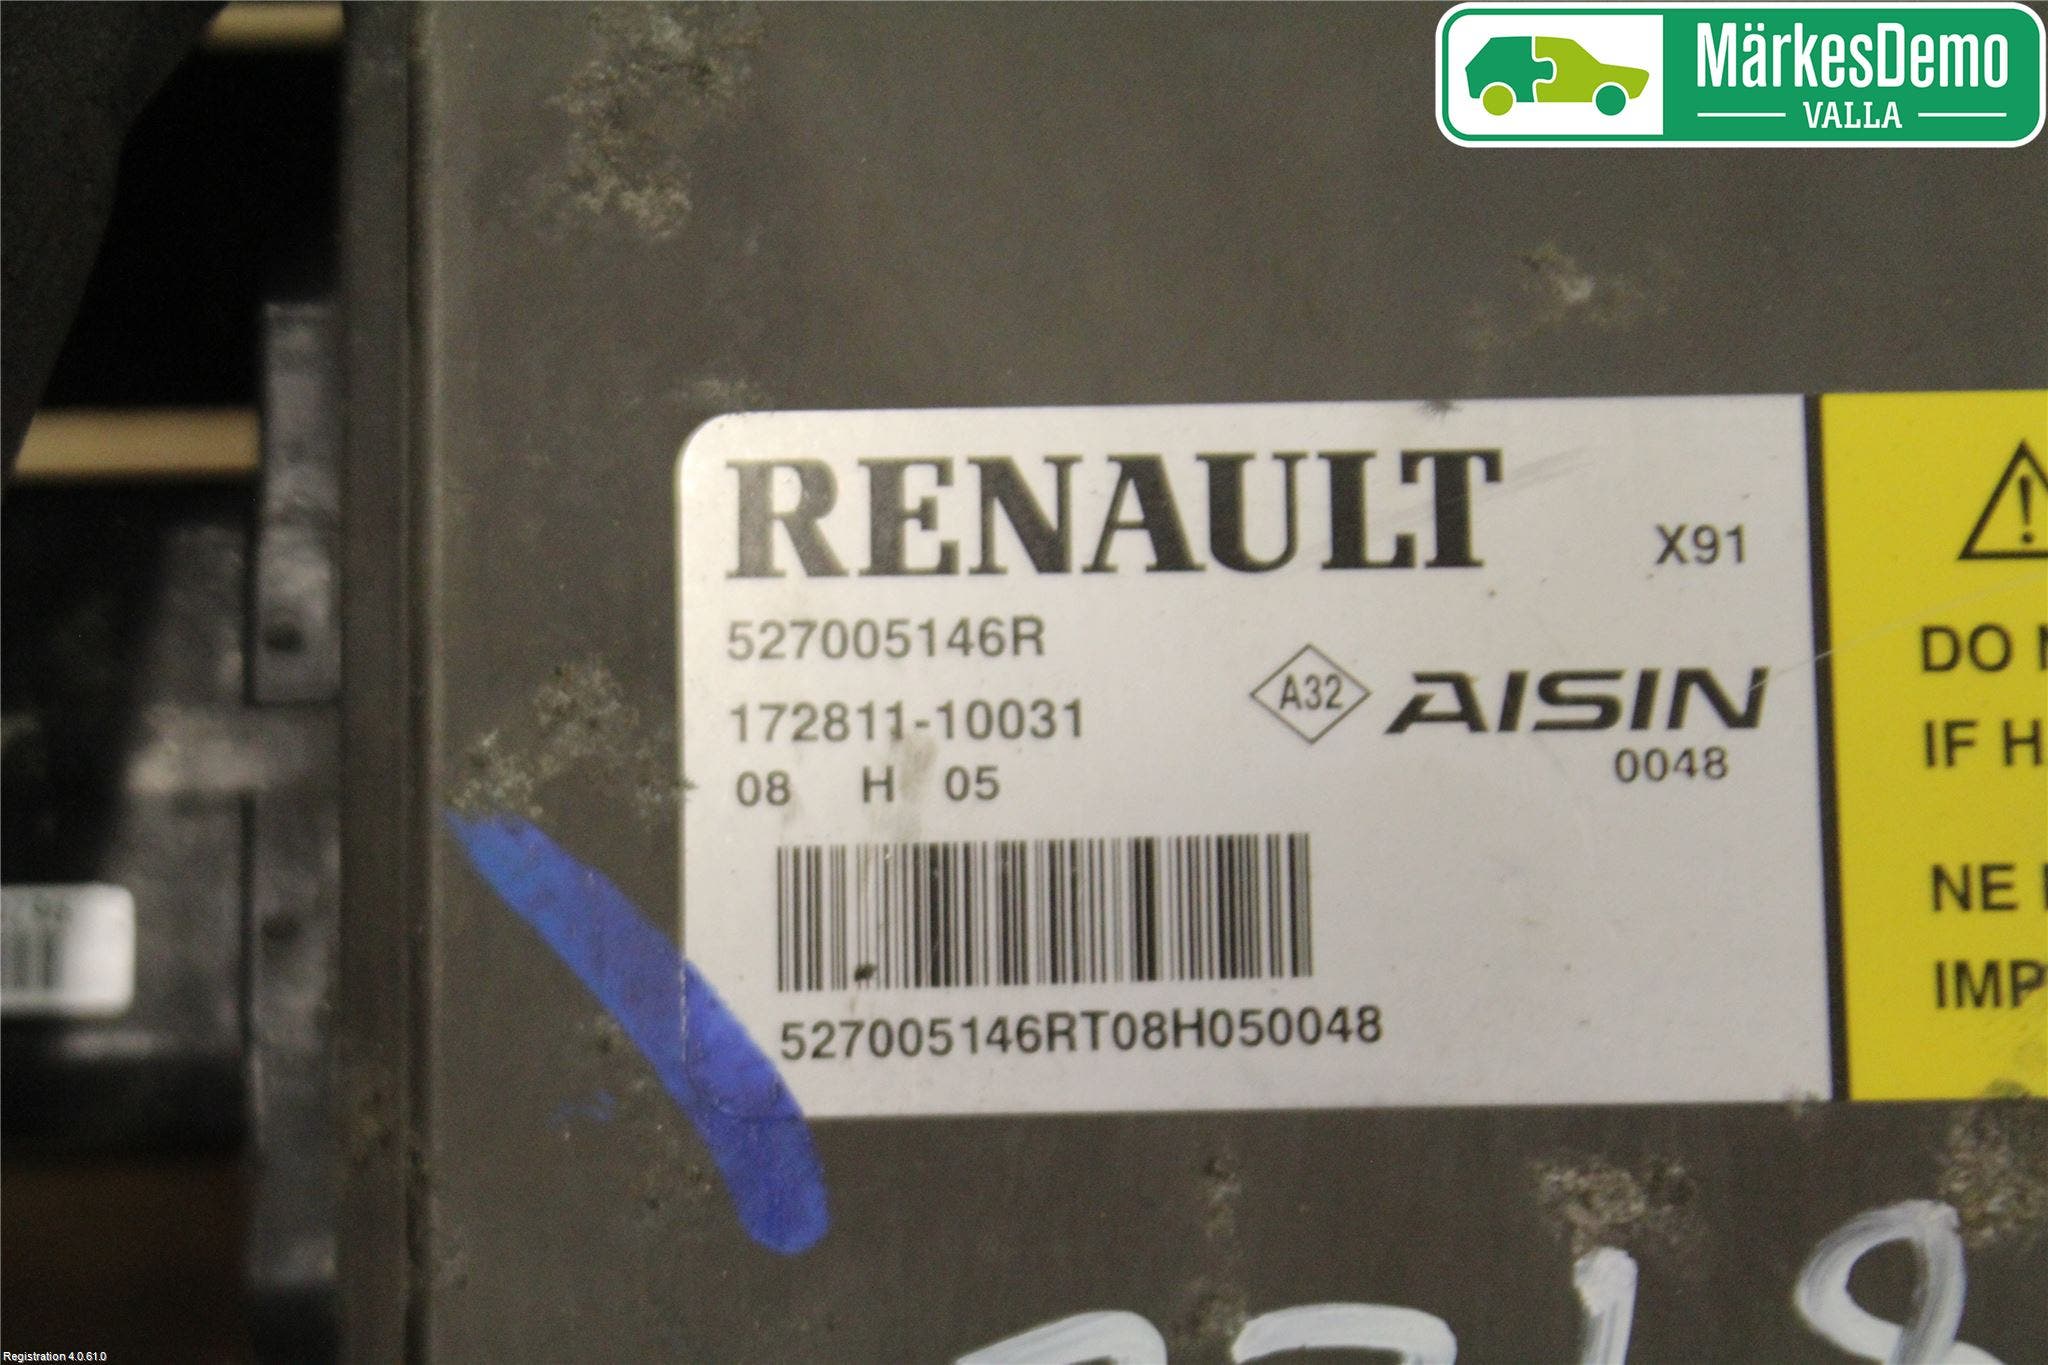 MärkesDemo
VALLA
RENAULT
X91
527005146R
172811-10031
A32
AISIN
0048
08 H 05
527005146RT08H050048
DO
IF
NE
Registration 4.0.61.0